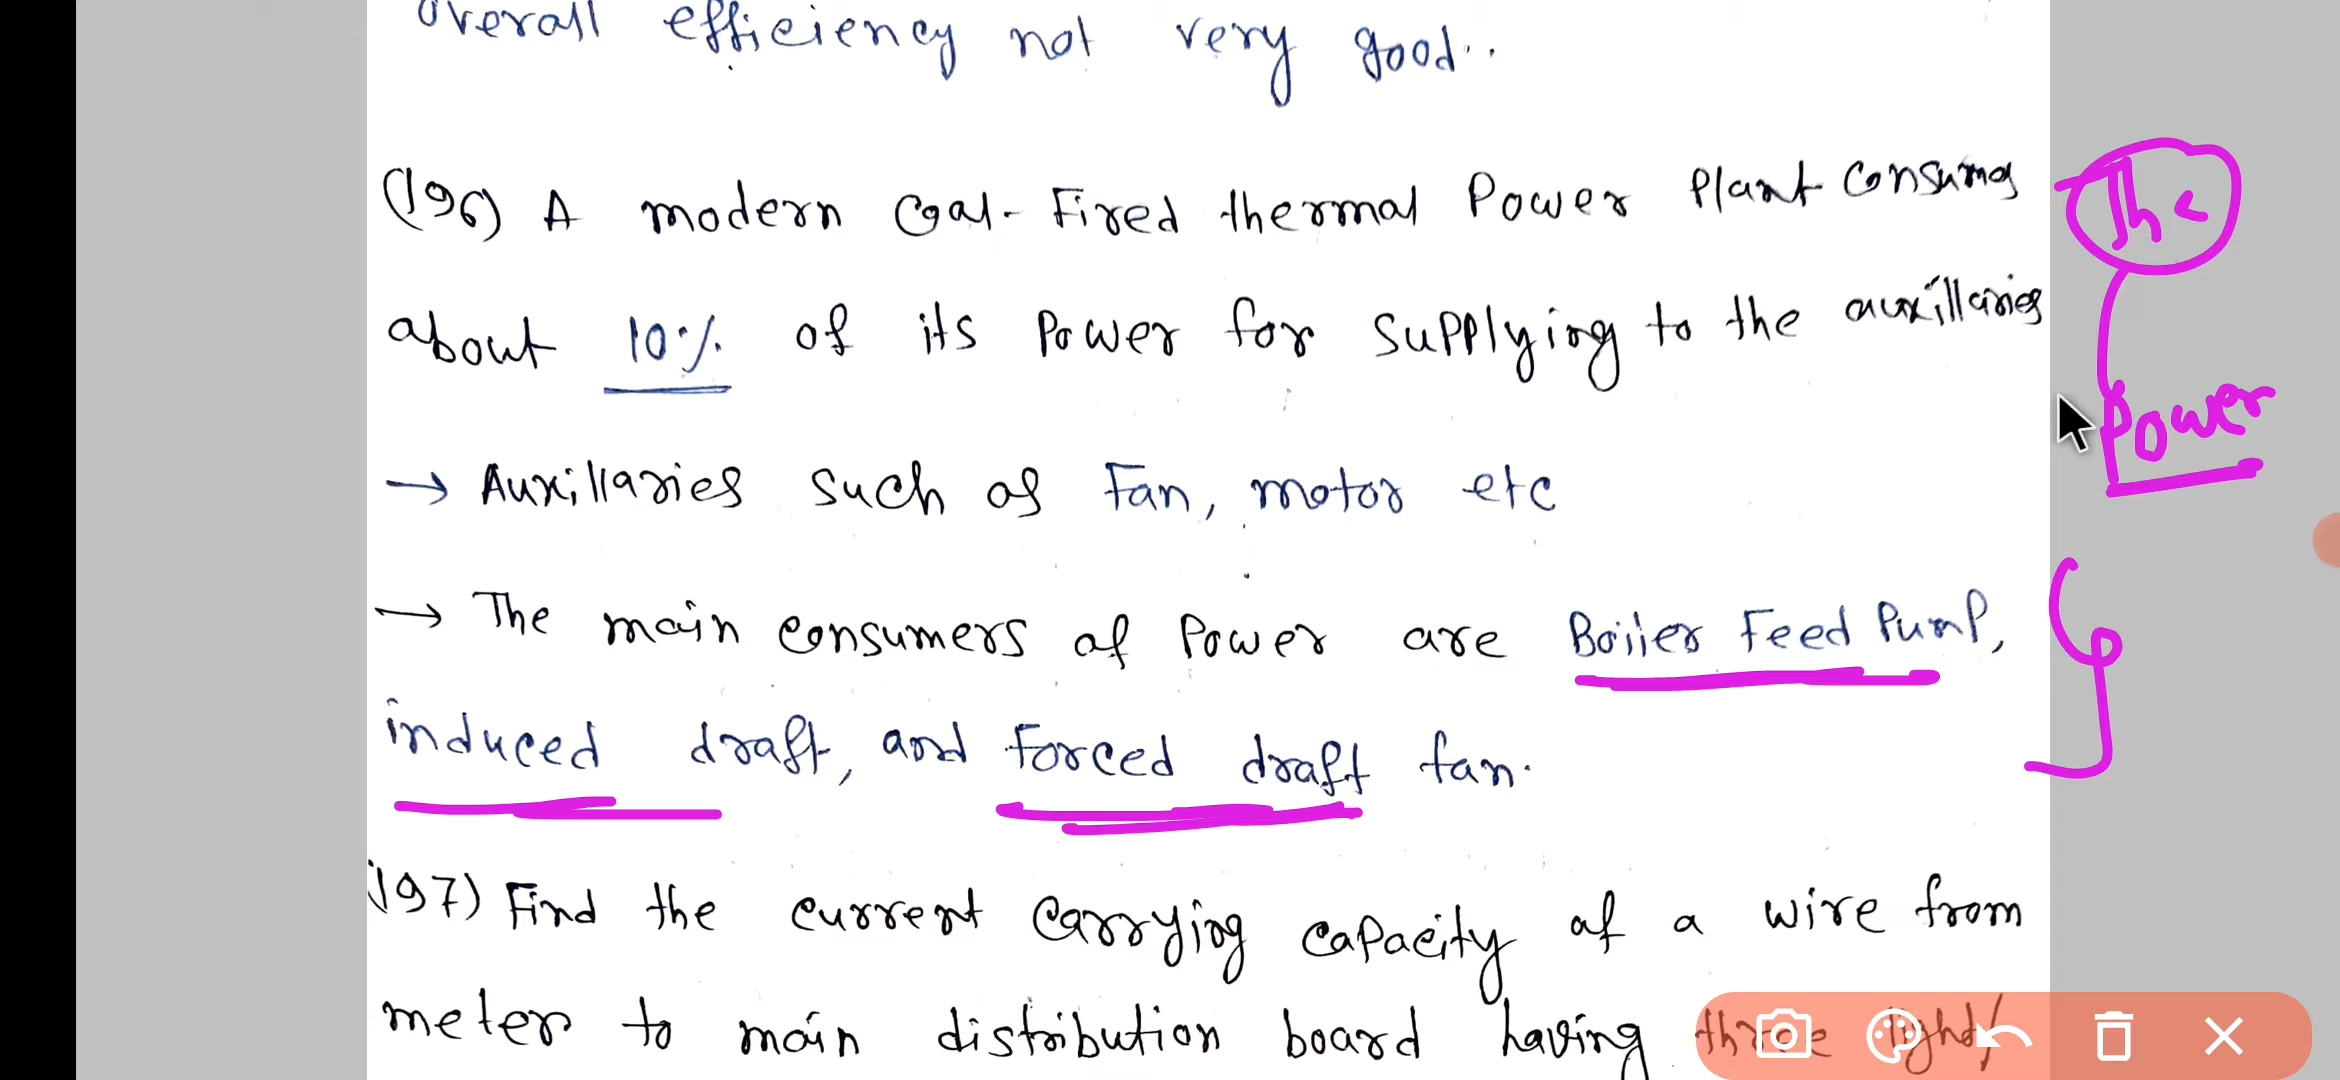 overall efficiency not very good..
(196) A modern Coal-Fired thermal Power Plant Consumes
about 10% of its Power for supplying to the auxillaries
→ Auxillaries such as Fan, motor etc
→ The main consumers of Power are Boiler Feed Pump,
induced draft, and forced draft fan.
197) Find the current carrying capacity of a wire from
meter to main distribution board having three light/
Power